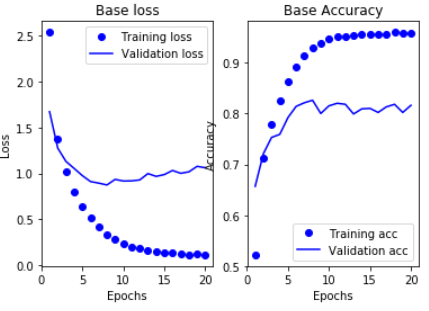 Base loss
Training loss
Validation loss
2.5
2.0
1.5
1.0
0.5
0.0
Loss
0
5
10
15
20
Epochs
Base Accuracy
0.9
0.8
0.7
0.6
0.5
Accuracy
Training acc
Validation acc
0
5
10
15
20
Epochs